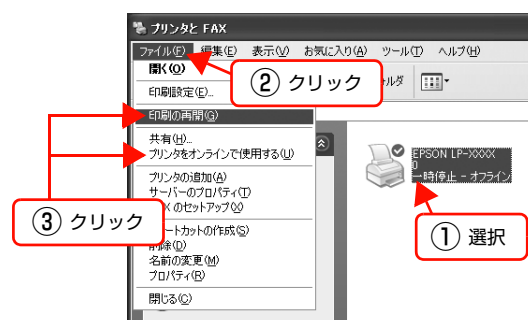 プリンタと FAX
ファイル(F) 編集(E) 表示(V) お気に入り(A) ツール(T) ヘルプ(H)
開く(O)
② クリック
ルダ
印刷設定(E)...
印刷の再開(G)
共有(H)...
プリンタをオンラインで使用する(U)
EPSON LP-XXXX
0
一時停止 - オフライン
プリンタの追加(A)
サーバーのプロパティ(T)
のセットアップ(X)
③ クリック
① 選択
ートカットの作成(S)
削除(D)
名前の変更(M)
プロパティ(R)
閉じる(C)